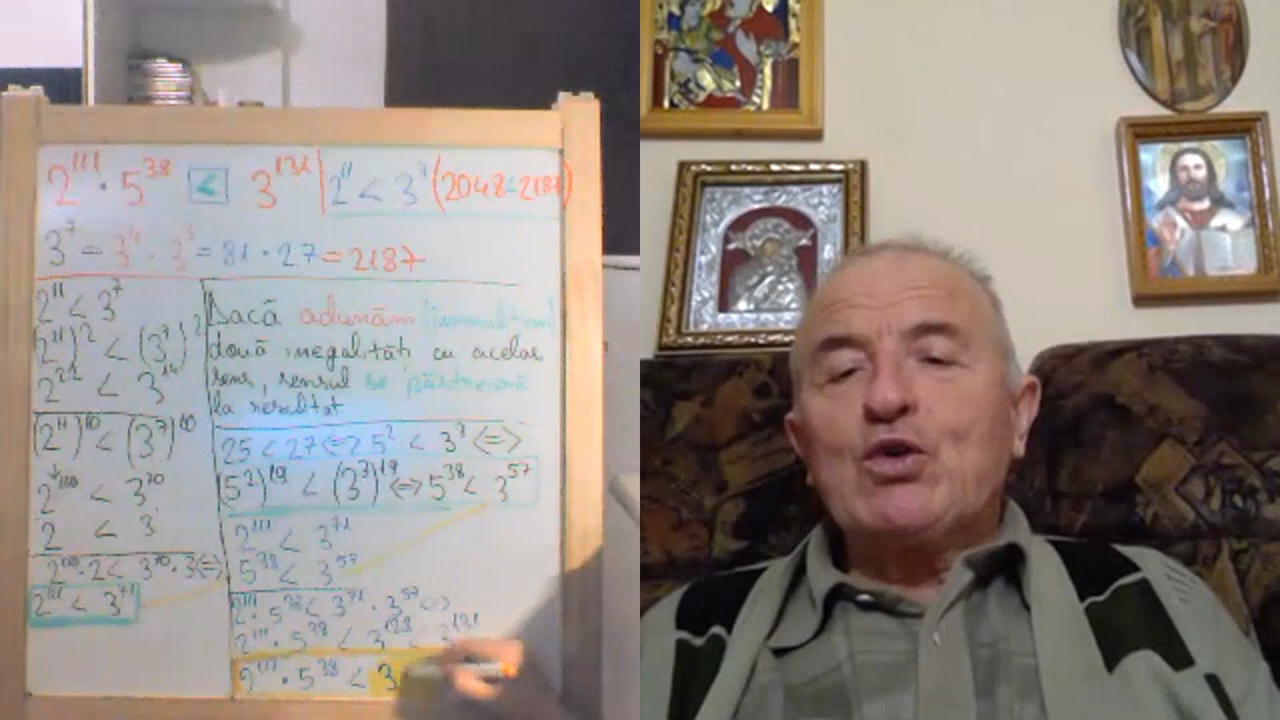 2¹¹¹ · 5³⁸ < 3¹³¹ | 2¹¹ < 3⁷ (2048<2187)
3⁷ = 3⁴ · 3³ = 81 · 27 = 2187
2¹¹ < 3⁷
(2¹¹)² < (3⁷)²
2²² < 3¹⁴
(2¹¹)¹⁰ < (3⁷)¹⁰
2¹¹⁰ < 3⁷⁰
2 < 3
2¹¹⁰ · 2 < 3⁷⁰ · 3 <=>
2¹¹¹ < 3⁷¹
Dacă adunăm (înmulțim)
două inegalități cu același
sens, sensul se păstrează
la rezultat
25 < 27 <=> 5² < 3³ <=>
(5²)¹⁹ < (3³)¹⁹ <=> 5³⁸ < 3⁵⁷
2¹¹¹ < 3⁷¹
5³⁸ < 3⁵⁷
2¹¹¹ · 5³⁸ < 3⁷¹ · 3⁵⁷ <=>
2¹¹¹ · 5³⁸ < 3¹²⁸ < 3¹³¹
2¹¹¹ · 5³⁸ < 3